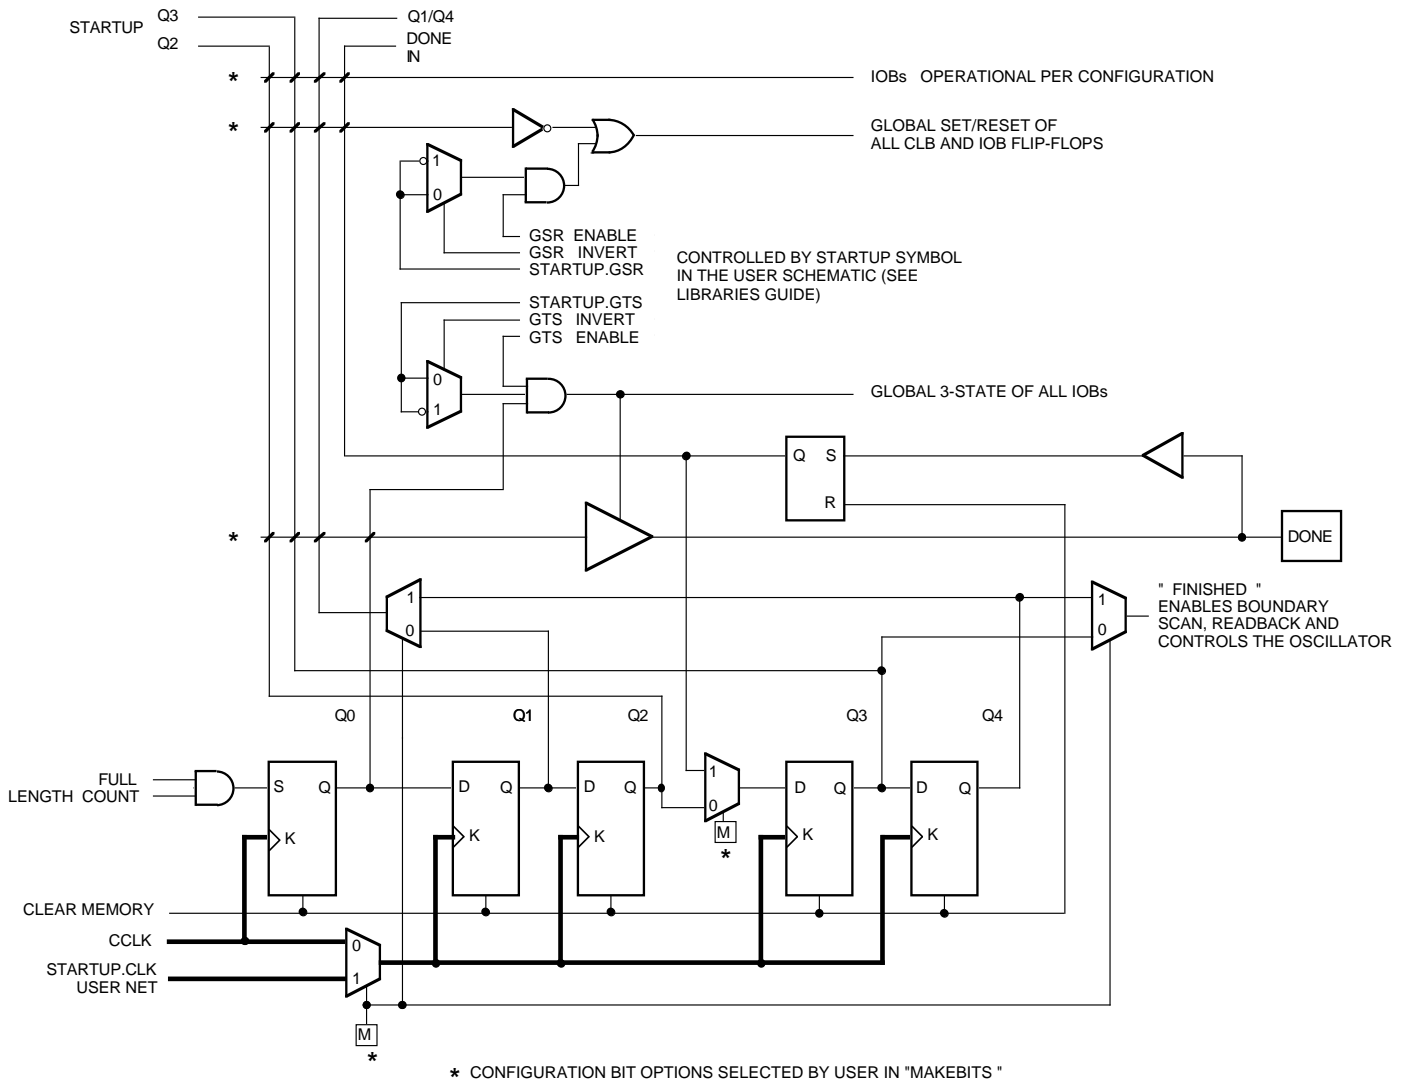 STARTUP
Q3
Q2
Q1/Q4
DONE
IN
* IOBs OPERATIONAL PER CONFIGURATION
* GLOBAL SET/RESET OF
ALL CLB AND IOB FLIP-FLOPS
1
0
GSR ENABLE
GSR INVERT
STARTUP.GSR
CONTROLLED BY STARTUP SYMBOL
IN THE USER SCHEMATIC (SEE
LIBRARIES GUIDE)
STARTUP.GTS
GTS INVERT
GTS ENABLE
0
1
GLOBAL 3-STATE OF ALL IOBs
Q S
R
*
DONE
1
0
1
0
" FINISHED "
ENABLES BOUNDARY
SCAN, READBACK AND
CONTROLS THE OSCILLATOR
Q0 Q1 Q2 Q3 Q4
FULL
LENGTH COUNT
S Q
K
D Q
K
D Q
K
1
0
M
*
D Q
K
D Q
K
CLEAR MEMORY
CCLK
STARTUP.CLK
USER NET
0
1
M
*
* CONFIGURATION BIT OPTIONS SELECTED BY USER IN "MAKEBITS "